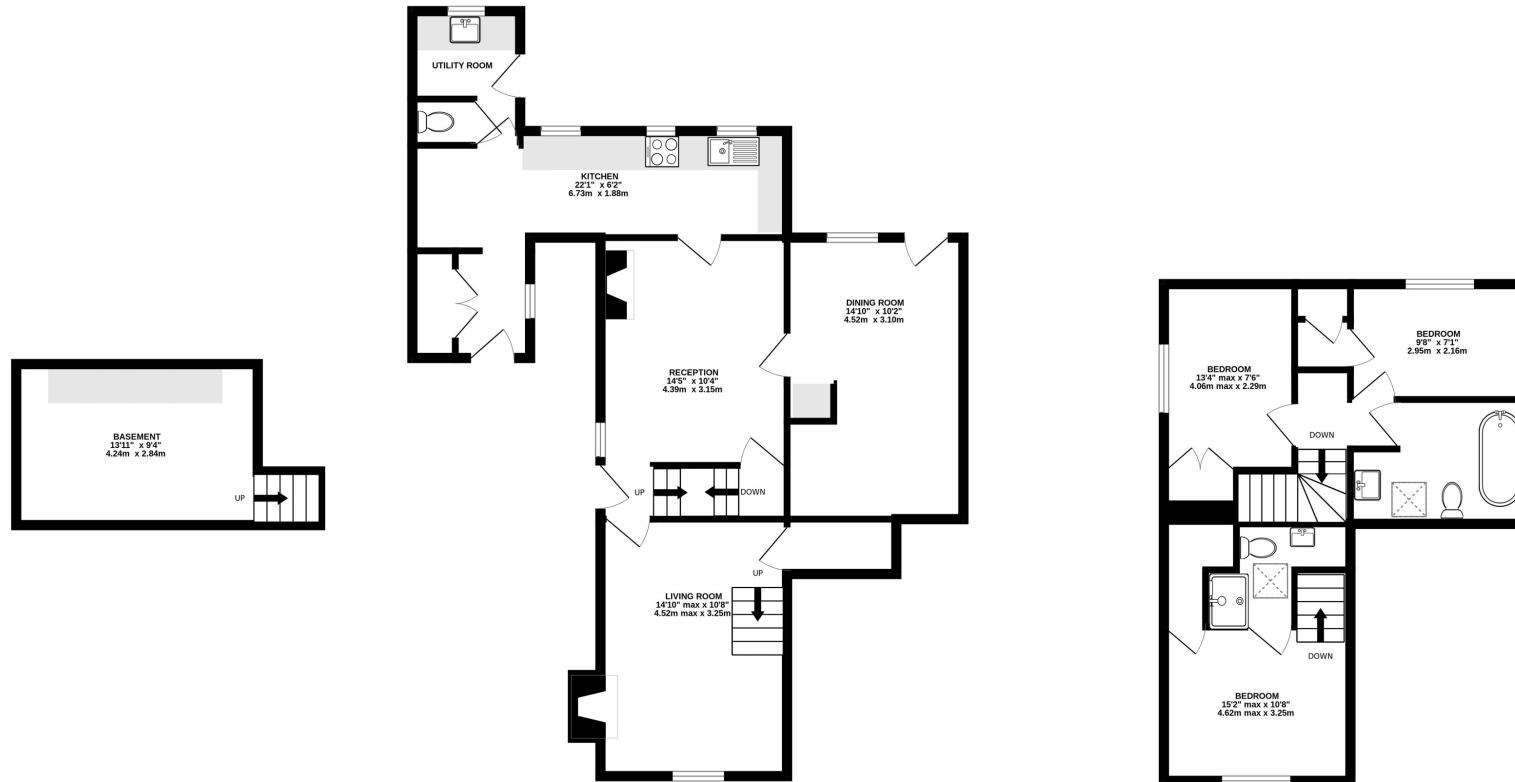 UTILITY ROOM
KITCHEN
22'1" x 6'2"
6.73m x 1.88m
DINING ROOM
14'10" x 10'2"
4.52m x 3.10m
RECEPTION
14'5" x 10'4"
4.39m x 3.15m
UP
DOWN
UP
LIVING ROOM
14'10" max x 10'8"
4.52m max x 3.25m
BASEMENT
13'11" x 9'4"
4.24m x 2.84m
UP
BEDROOM
9'8" x 7'1"
2.95m x 2.16m
BEDROOM
13'4" max x 7'6"
4.06m max x 2.29m
DOWN
DOWN
BEDROOM
15'2" max x 10'8"
4.62m max x 3.25m